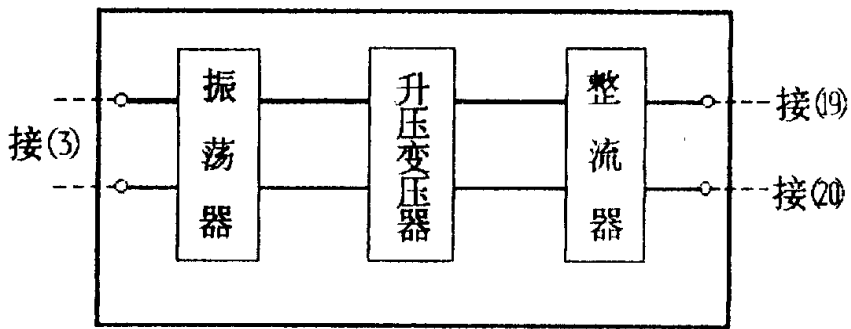 接(3)
振荡器
升压变压器
整流器
接(19)
接(20)